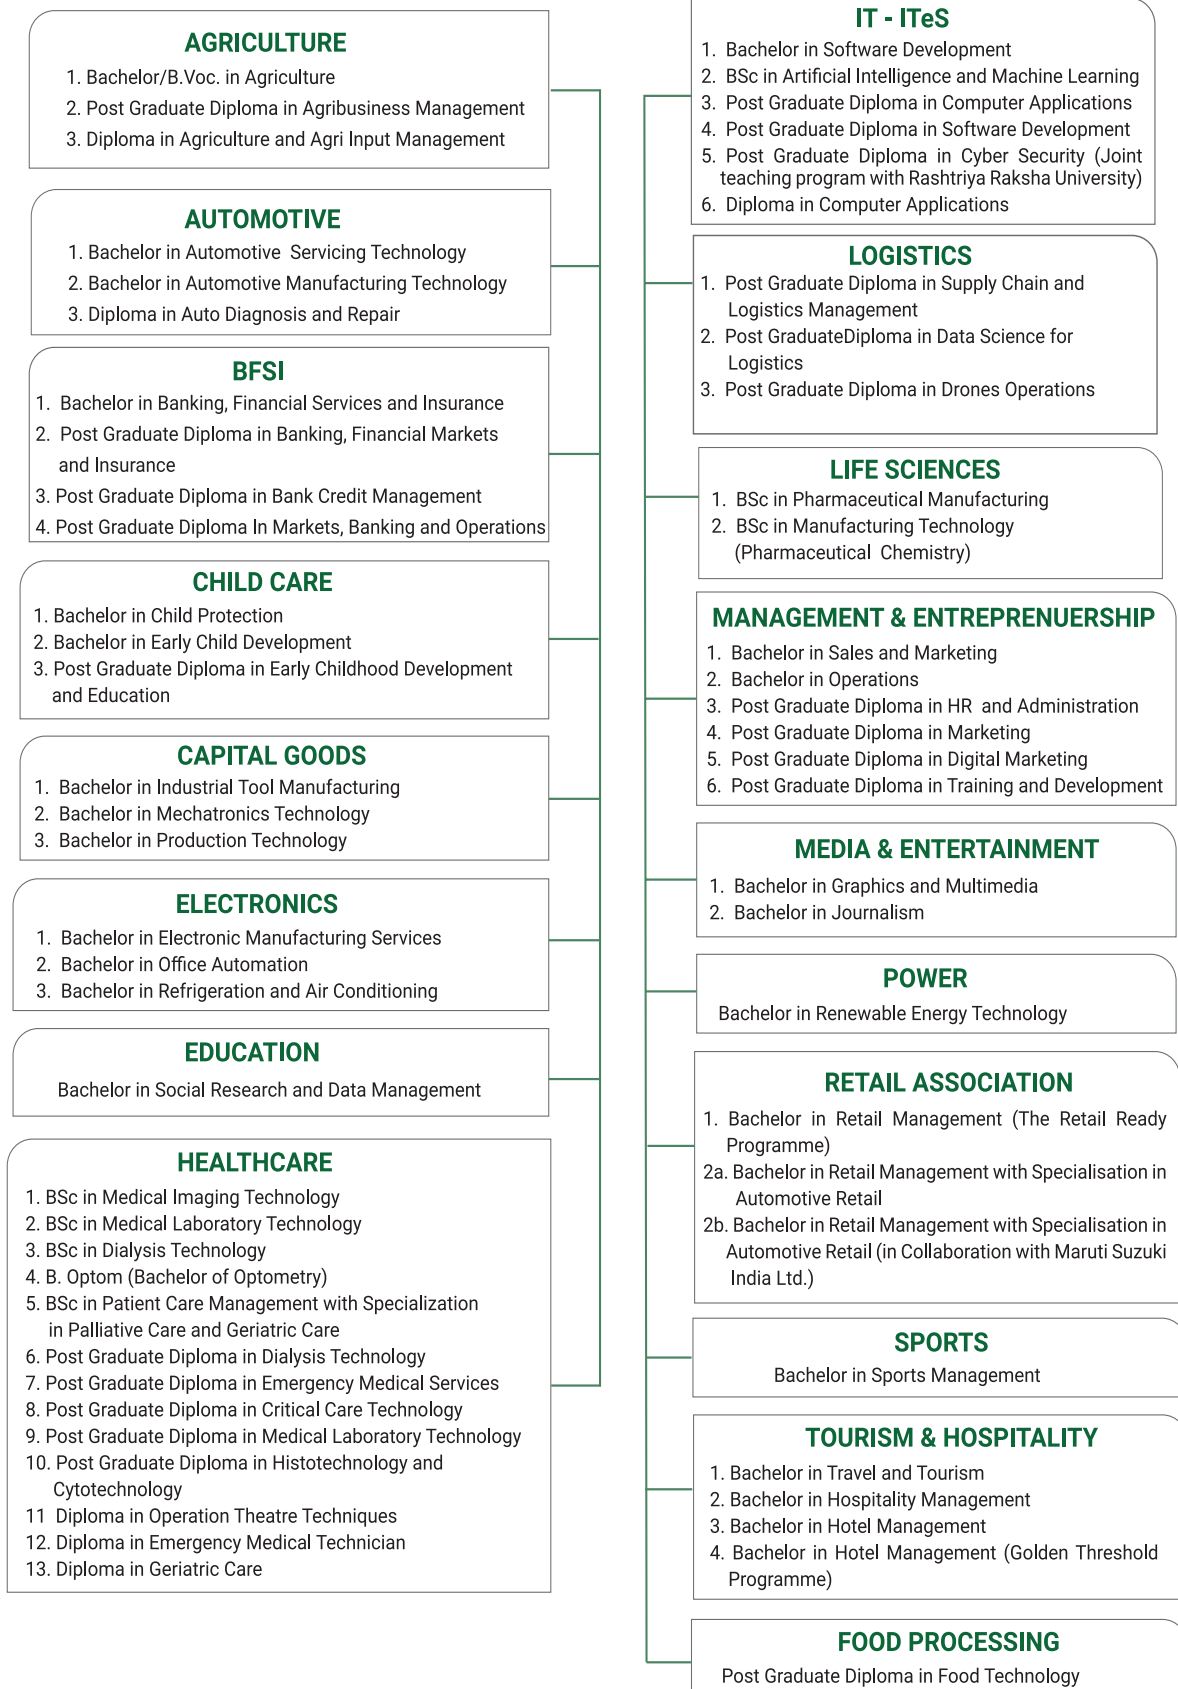 AGRICULTURE
1. Bachelor/B.Voc. in Agriculture
2. Post Graduate Diploma in Agribusiness Management
3. Diploma in Agriculture and Agri Input Management
AUTOMOTIVE
1. Bachelor in Automotive Servicing Technology
2. Bachelor in Automotive Manufacturing Technology
3. Diploma in Auto Diagnosis and Repair
BFSI
1. Bachelor in Banking, Financial Services and Insurance
2. Post Graduate Diploma in Banking, Financial Markets
and Insurance
3. Post Graduate Diploma in Bank Credit Management
4. Post Graduate Diploma In Markets, Banking and Operations
CHILD CARE
1. Bachelor in Child Protection
2. Bachelor in Early Child Development
3. Post Graduate Diploma in Early Childhood Development
and Education
CAPITAL GOODS
1. Bachelor in Industrial Tool Manufacturing
2. Bachelor in Mechatronics Technology
3. Bachelor in Production Technology
ELECTRONICS
1. Bachelor in Electronic Manufacturing Services
2. Bachelor in Office Automation
3. Bachelor in Refrigeration and Air Conditioning
EDUCATION
Bachelor in Social Research and Data Management
HEALTHCARE
1. BSc in Medical Imaging Technology
2. BSc in Medical Laboratory Technology
3. BSc in Dialysis Technology
4. B. Optom (Bachelor of Optometry)
5. BSc in Patient Care Management with Specialization
in Palliative Care and Geriatric Care
6. Post Graduate Diploma in Dialysis Technology
7. Post Graduate Diploma in Emergency Medical Services
8. Post Graduate Diploma in Critical Care Technology
9. Post Graduate Diploma in Medical Laboratory Technology
10. Post Graduate Diploma in Histotechnology and
Cytotechnology
11 Diploma in Operation Theatre Techniques
12. Diploma in Emergency Medical Technician
13. Diploma in Geriatric Care
IT - ITeS
1. Bachelor in Software Development
2. BSc in Artificial Intelligence and Machine Learning
3. Post Graduate Diploma in Computer Applications
4. Post Graduate Diploma in Software Development
5. Post Graduate Diploma in Cyber Security (Joint
teaching program with Rashtriya Raksha University)
6. Diploma in Computer Applications
LOGISTICS
1. Post Graduate Diploma in Supply Chain and
Logistics Management
2. Post GraduateDiploma in Data Science for
Logistics
3. Post Graduate Diploma in Drones Operations
LIFE SCIENCES
1. BSc in Pharmaceutical Manufacturing
2. BSc in Manufacturing Technology
(Pharmaceutical Chemistry)
MANAGEMENT & ENTREPRENUERSHIP
1. Bachelor in Sales and Marketing
2. Bachelor in Operations
3. Post Graduate Diploma in HR and Administration
4. Post Graduate Diploma in Marketing
5. Post Graduate Diploma in Digital Marketing
6. Post Graduate Diploma in Training and Development
MEDIA & ENTERTAINMENT
1. Bachelor in Graphics and Multimedia
2. Bachelor in Journalism
POWER
Bachelor in Renewable Energy Technology
RETAIL ASSOCIATION
1. Bachelor in Retail Management (The Retail Ready
Programme)
2a. Bachelor in Retail Management with Specialisation in
Automotive Retail
2b. Bachelor in Retail Management with Specialisation in
Automotive Retail (in Collaboration with Maruti Suzuki
India Ltd.)
SPORTS
Bachelor in Sports Management
TOURISM & HOSPITALITY
1. Bachelor in Travel and Tourism
2. Bachelor in Hospitality Management
3. Bachelor in Hotel Management
4. Bachelor in Hotel Management (Golden Threshold
Programme)
FOOD PROCESSING
Post Graduate Diploma in Food Technology